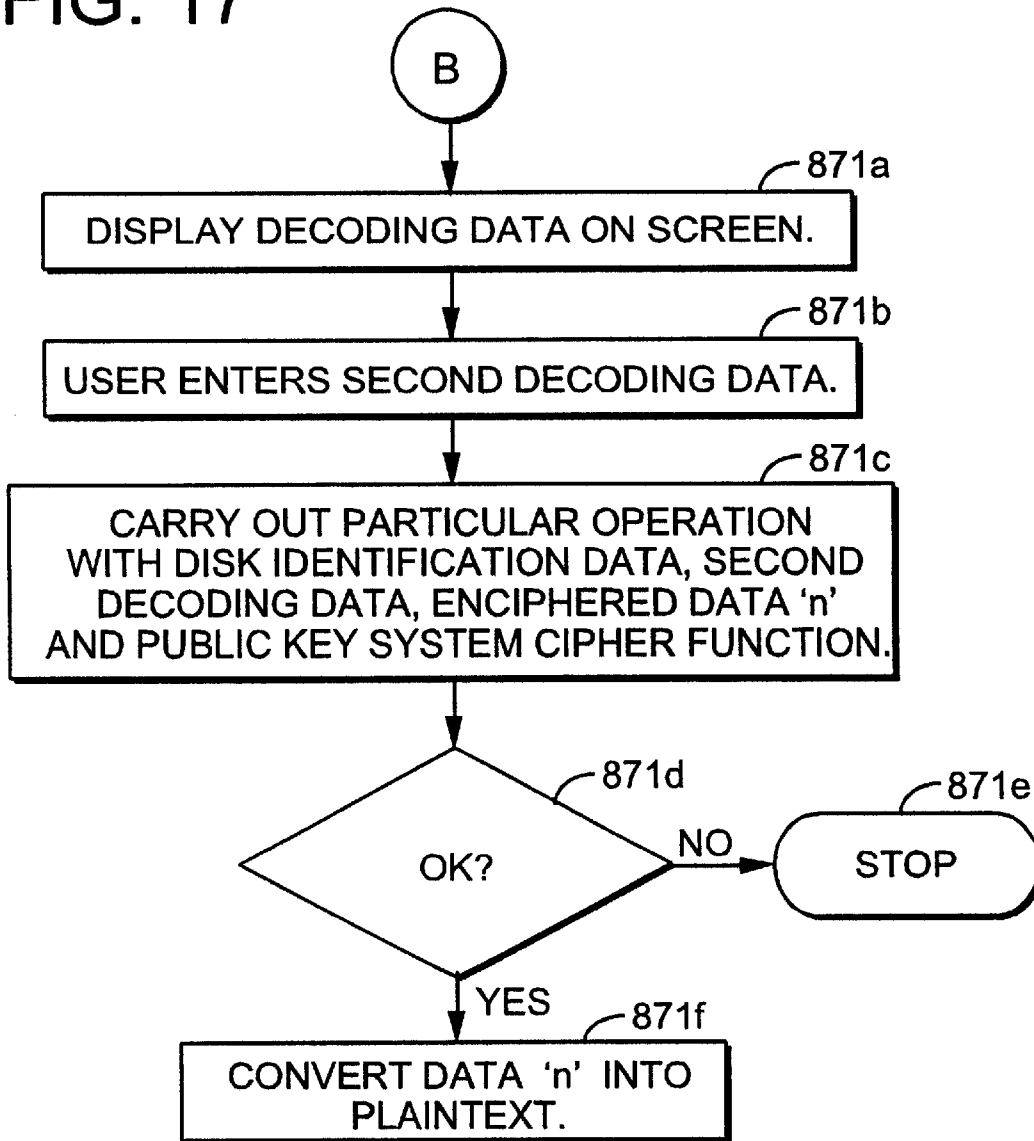 FIG. 17
B
871a
DISPLAY DECODING DATA ON SCREEN.
871b
USER ENTERS SECOND DECODING DATA.
871c
CARRY OUT PARTICULAR OPERATION
WITH DISK IDENTIFICATION DATA, SECOND
DECODING DATA, ENCIPHERED DATA ‘n’
AND PUBLIC KEY SYSTEM CIPHER FUNCTION.
871d
OK?
NO
871e
STOP
YES
871f
CONVERT DATA ‘n’ INTO
PLAINTEXT.